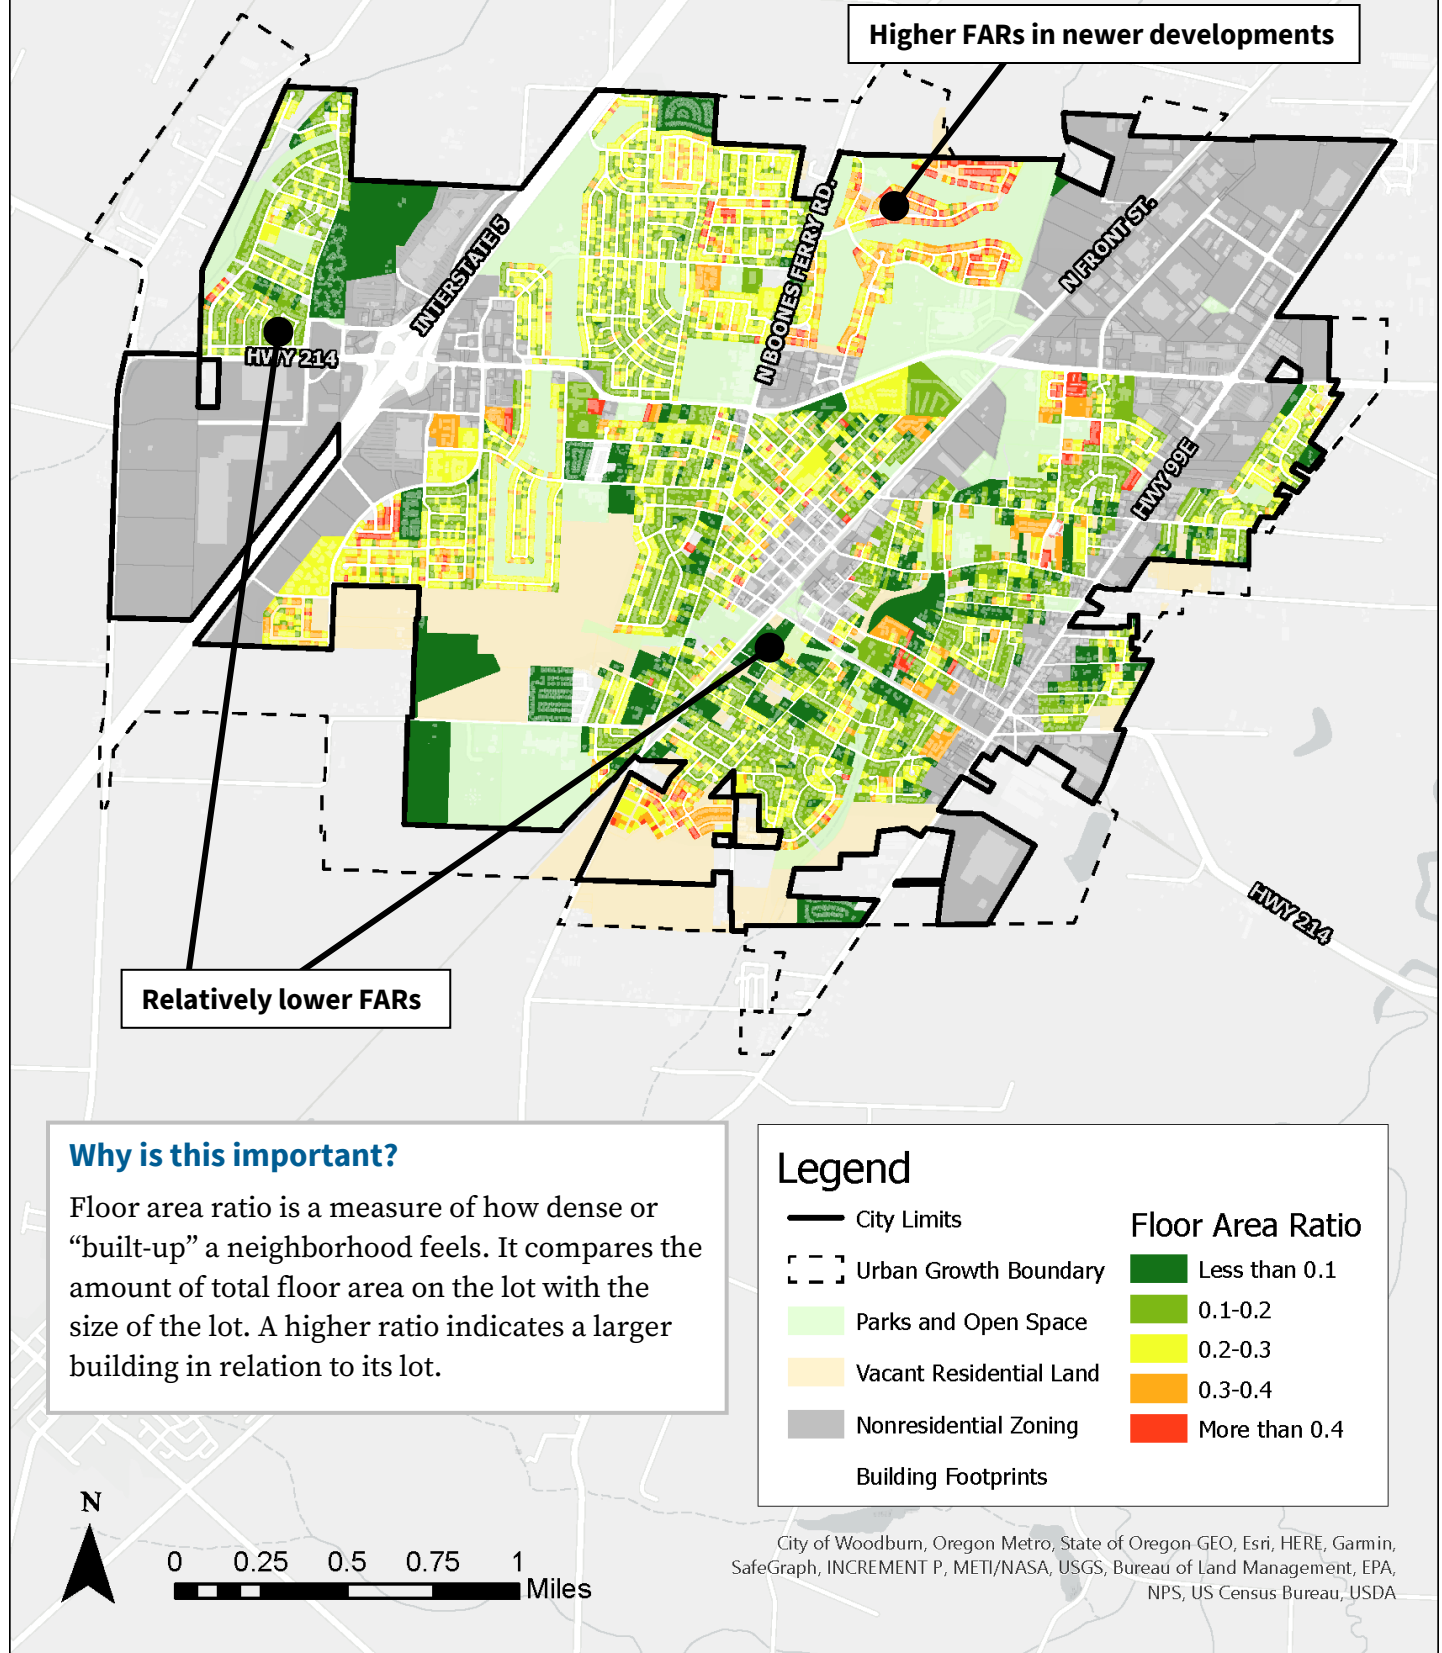 Higher FARs in newer developments
INTERSTATE 5
N BOONES FERRY RD.
N FRONT ST.
HWY 214
HWY 99E
HWY 214
Relatively lower FARs
Why is this important?
Floor area ratio is a measure of how dense or
“built-up” a neighborhood feels. It compares the
amount of total floor area on the lot with the
size of the lot. A higher ratio indicates a larger
building in relation to its lot.
Legend
City Limits
Urban Growth Boundary
Parks and Open Space
Vacant Residential Land
Nonresidential Zoning
Building Footprints
Floor Area Ratio
Less than 0.1
0.1-0.2
0.2-0.3
0.3-0.4
More than 0.4
N
0 0.25 0.5 0.75 1
Miles
City of Woodburn, Oregon Metro, State of Oregon GEO, Esri, HERE, Garmin,
SafeGraph, INCREMENT P, METI/NASA, USGS, Bureau of Land Management, EPA,
NPS, US Census Bureau, USDA